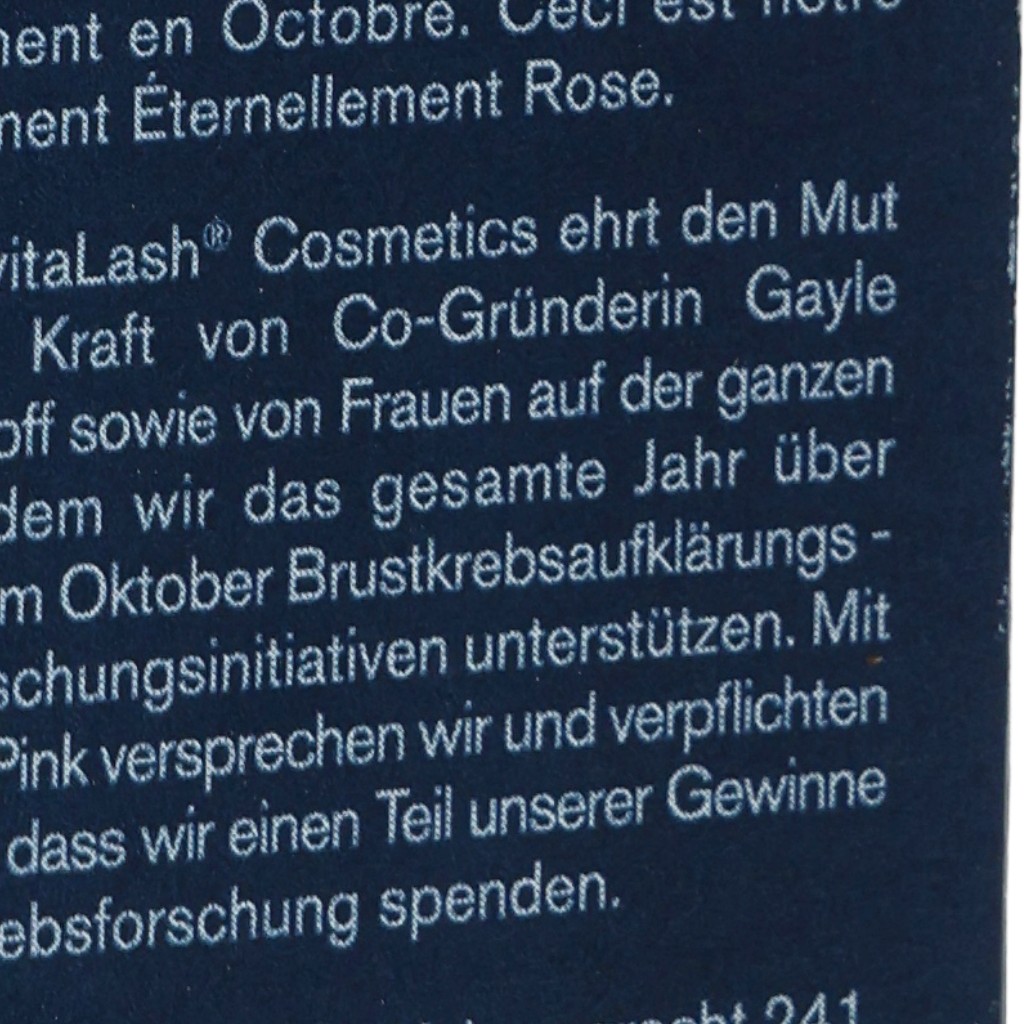 ment en Octobre. Ceci est notre
ment Éternellement Rose.
vitaLash® Cosmetics ehrt den Mut
Kraft von Co-Gründerin Gayle
off sowie von Frauen auf der ganzen
dem wir das gesamte Jahr über
m Oktober Brustkrebsaufklärungs-
schungsinitiativen unterstützen. Mit
Pink versprechen wir und verpflichten
dass wir einen Teil unserer Gewinne
ebsforschung spenden.
241